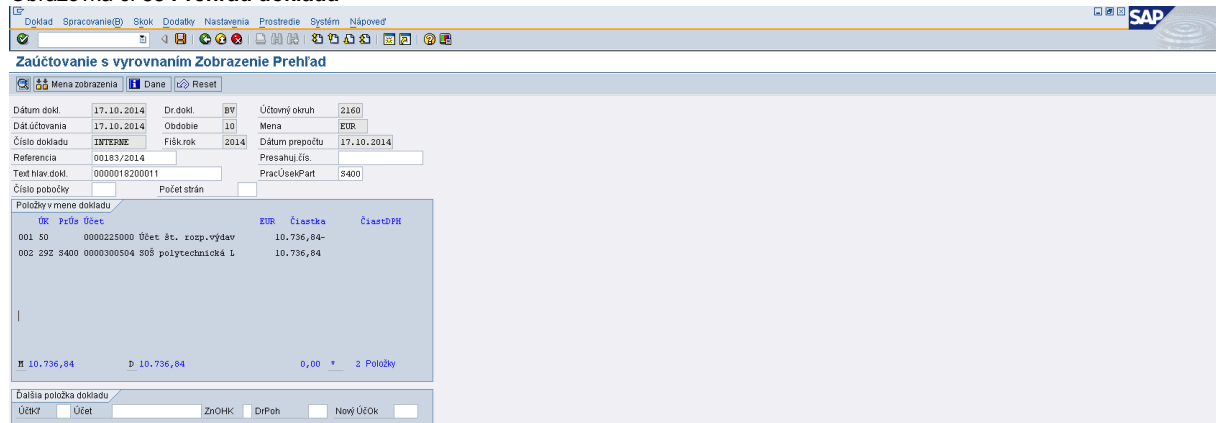 Doklad Spracovanie(B) Skok Dodatky Nastavenia Prostredie Systém Nápoveď
SAP
Zaúčtovanie s vyrovnaním Zobrazenie Prehľad
Mena zobrazenia Dane Reset
Dátum dokl. 17.10.2014 Dr.dokl. BV Účtovný okruh 2160
Dát.účtovania 17.10.2014 Obdobie 10 Mena EUR
Číslo dokladu INTERNE Fišk.rok 2014 Dátum prepočtu 17.10.2014
Referencia 00183/2014 Presahuj.čís.
Text hlav.dokl. 0000018200011 PracÚsekPart S400
Číslo pobočky Počet strán
Položky v mene dokladu
ÚK PrÚs Účet EUR Čiastka ČiastDPH
001 50 0000225000 Účet št. rozp.výdav 10.736,84-
002 29Z S400 0000300504 SOŠ polytechnická L 10.736,84
M 10.736,84 D 10.736,84 0,00 * 2 Položky
Ďalšia položka dokladu
ÚčtKľ Účet ZnOHK DrPoh Nový ÚčOk